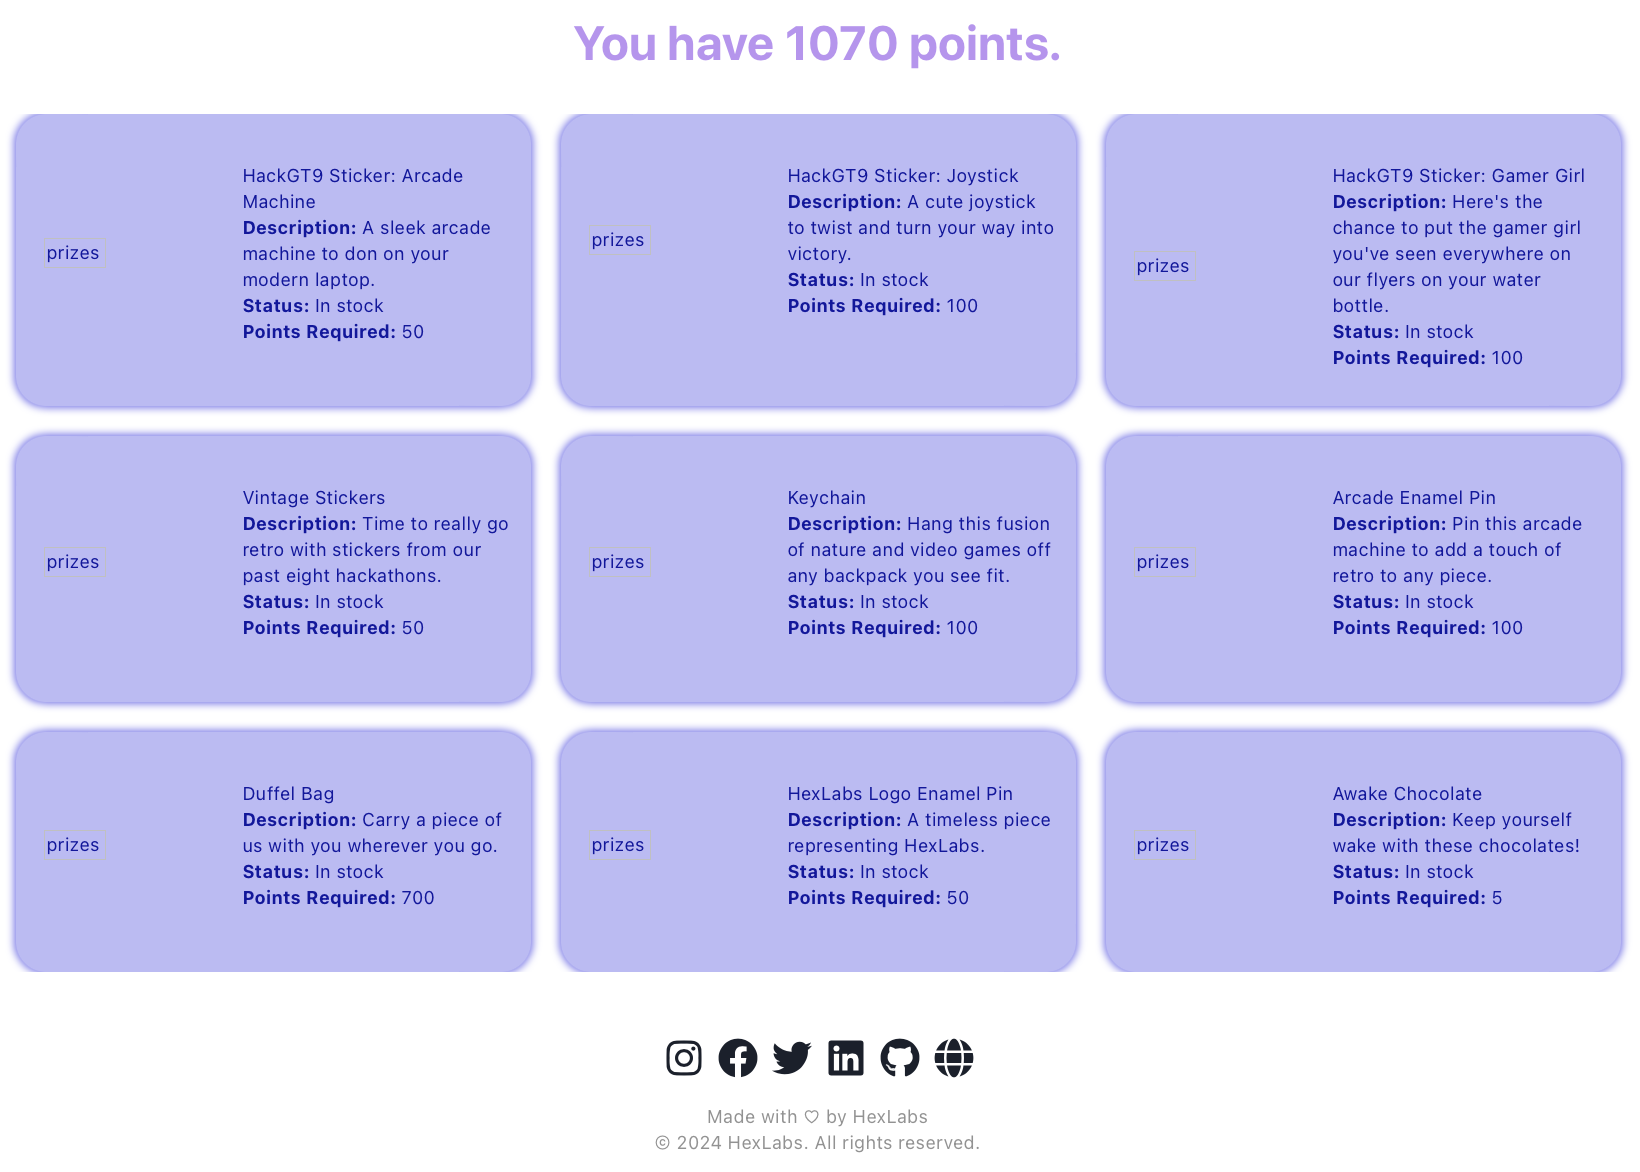 You have 1070 points.
prizes
HackGT9 Sticker: Arcade
Machine
Description: A sleek arcade
machine to don on your
modern laptop.
Status: In stock
Points Required: 50
prizes
HackGT9 Sticker: Joystick
Description: A cute joystick
to twist and turn your way into
victory.
Status: In stock
Points Required: 100
prizes
HackGT9 Sticker: Gamer Girl
Description: Here's the
chance to put the gamer girl
you've seen everywhere on
our flyers on your water
bottle.
Status: In stock
Points Required: 100
prizes
Vintage Stickers
Description: Time to really go
retro with stickers from our
past eight hackathons.
Status: In stock
Points Required: 50
prizes
Keychain
Description: Hang this fusion
of nature and video games off
any backpack you see fit.
Status: In stock
Points Required: 100
prizes
Arcade Enamel Pin
Description: Pin this arcade
machine to add a touch of
retro to any piece.
Status: In stock
Points Required: 100
prizes
Duffel Bag
Description: Carry a piece of
us with you wherever you go.
Status: In stock
Points Required: 700
prizes
HexLabs Logo Enamel Pin
Description: A timeless piece
representing HexLabs.
Status: In stock
Points Required: 50
prizes
Awake Chocolate
Description: Keep yourself
wake with these chocolates!
Status: In stock
Points Required: 5
Made with ♡ by HexLabs
© 2024 HexLabs. All rights reserved.